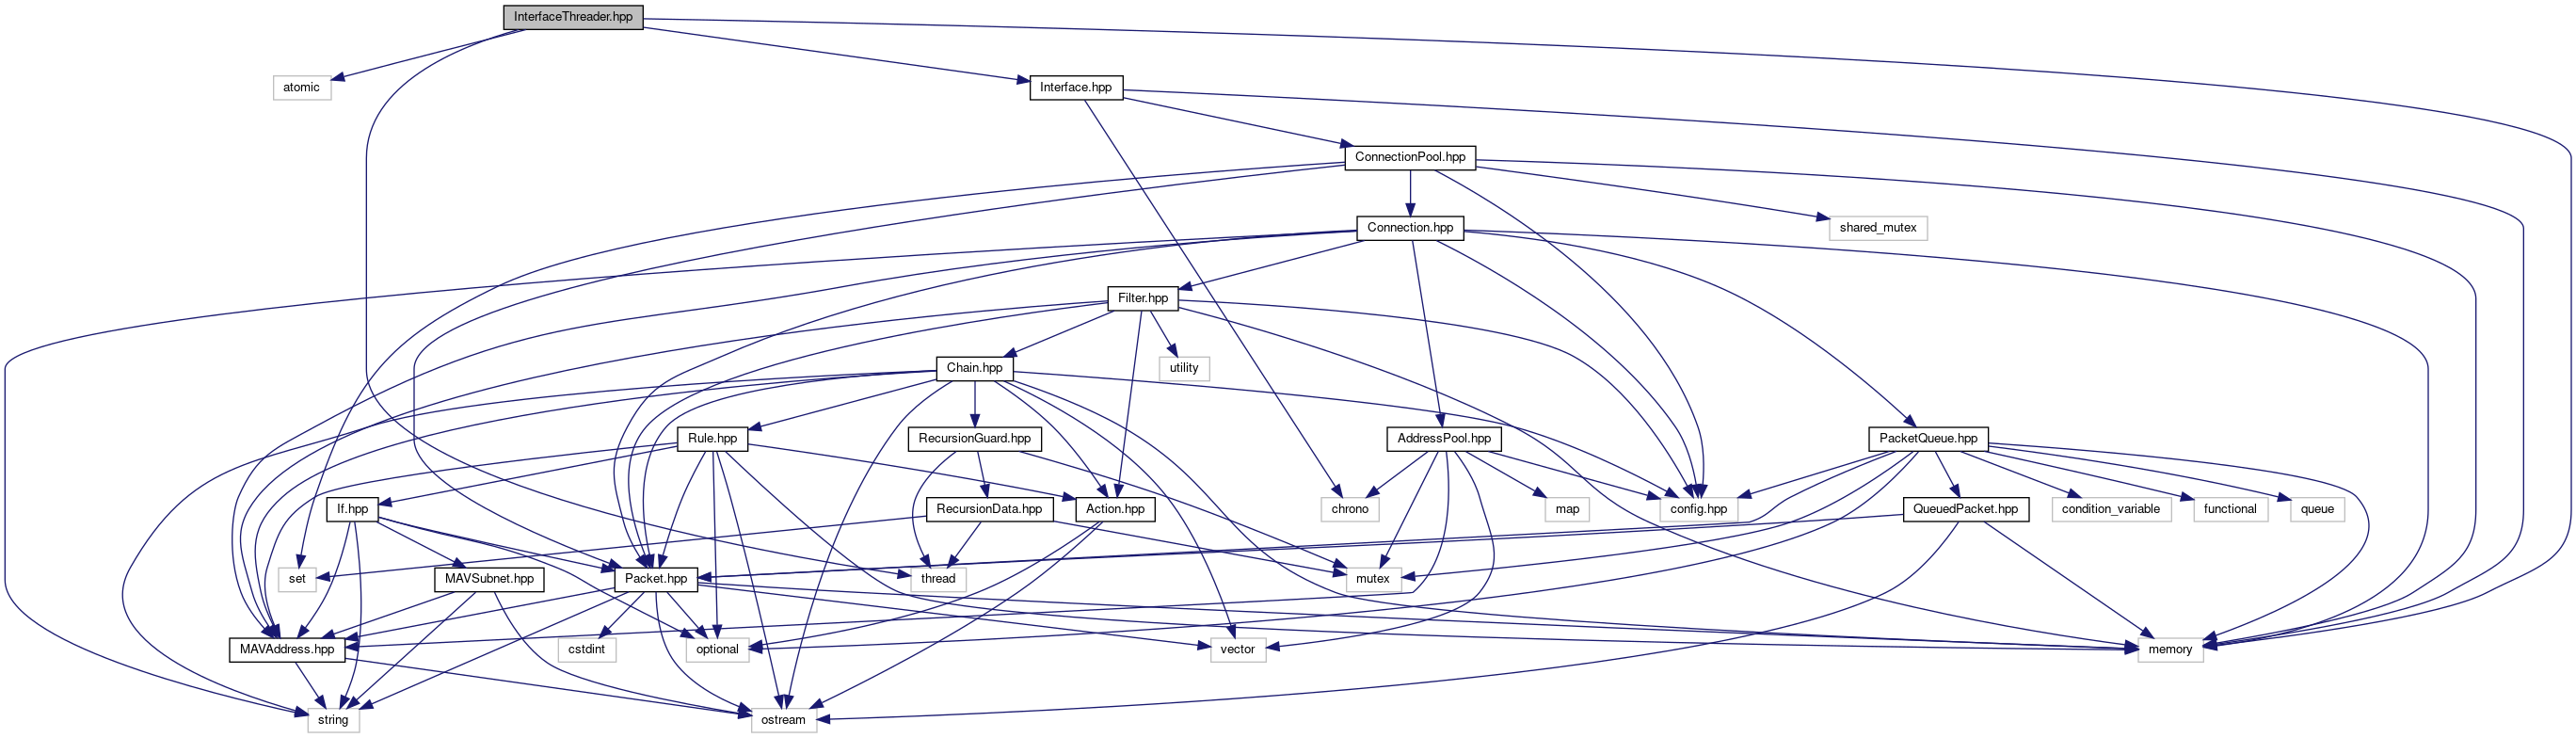 InterfaceThreader.hpp
atomic
Interface.hpp
ConnectionPool.hpp
Connection.hpp
shared_mutex
Filter.hpp
Chain.hpp
utility
Rule.hpp
RecursionGuard.hpp
AddressPool.hpp
PacketQueue.hpp
If.hpp
RecursionData.hpp
Action.hpp
chrono
map
config.hpp
QueuedPacket.hpp
condition_variable
functional
queue
set
MAVSubnet.hpp
Packet.hpp
thread
mutex
MAVAddress.hpp
cstdint
optional
vector
memory
string
ostream